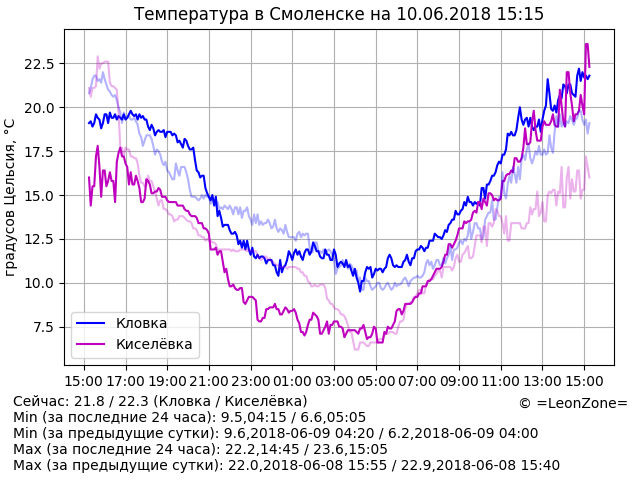 Температура в Смоленске на 10.06.2018 15:15
градусов Цельсия, °C
22.5
20.0
17.5
15.0
12.5
10.0
7.5
Кловка
Киселёвка
15:00 17:00 19:00 21:00 23:00 01:00 03:00 05:00 07:00 09:00 11:00 13:00 15:00
Сейчас: 21.8 / 22.3 (Кловка / Киселёвка)
© =LeonZone=
Min (за последние 24 часа): 9.5,04:15 / 6.6,05:05
Min (за предыдущие сутки): 9.6,2018-06-09 04:20 / 6.2,2018-06-09 04:00
Max (за последние 24 часа): 22.2,14:45 / 23.6,15:05
Max (за предыдущие сутки): 22.0,2018-06-08 15:55 / 22.9,2018-06-08 15:40